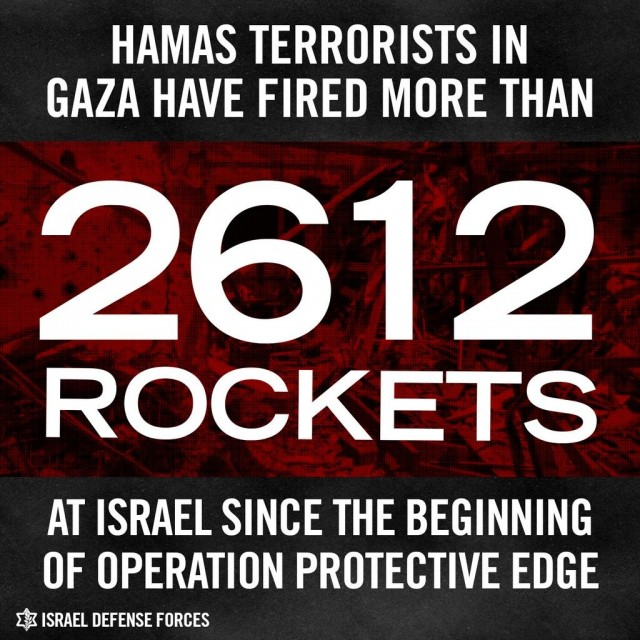 HAMAS TERRORISTS IN
GAZA HAVE FIRED MORE THAN
2612
ROCKETS
AT ISRAEL SINCE THE BEGINNING
OF OPERATION PROTECTIVE EDGE
ISRAEL DEFENSE FORCES